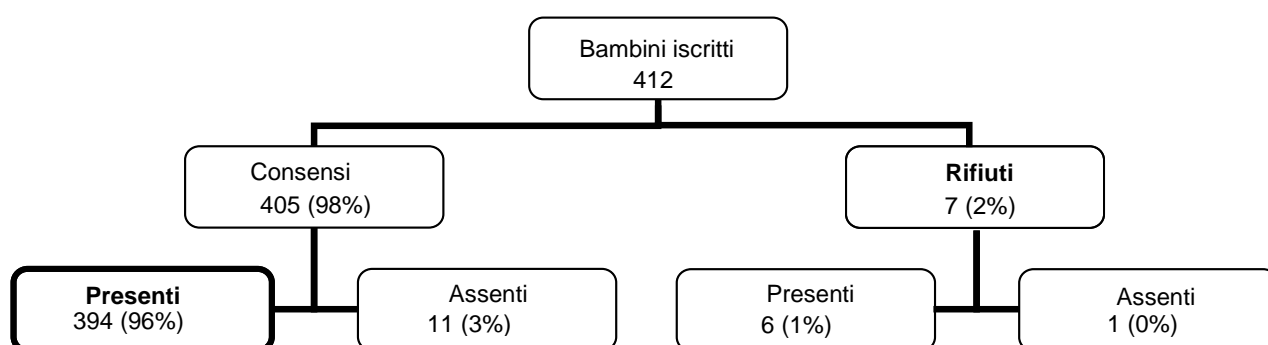 Bambini iscritti
412
Consensi
405 (98%)
Rifiuti
7 (2%)
Presenti
394 (96%)
Assenti
11 (3%)
Presenti
6 (1%)
Assenti
1 (0%)